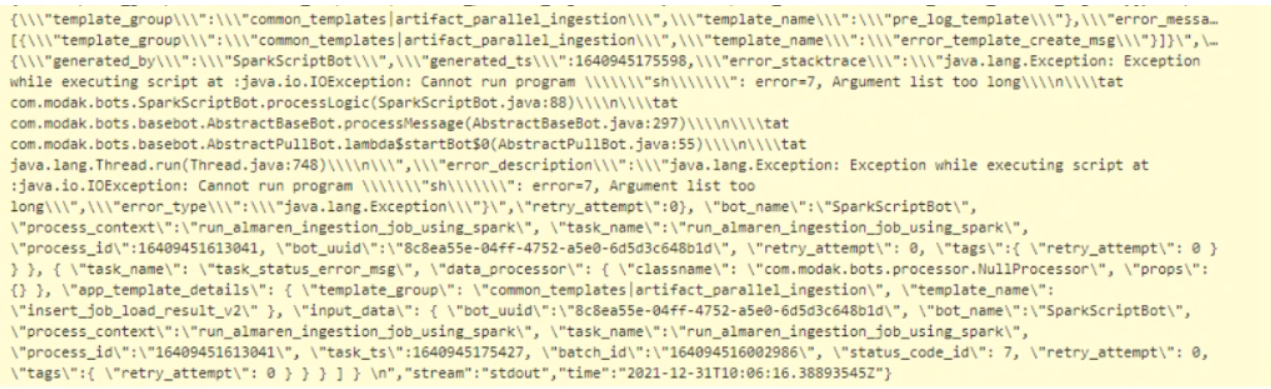 {\\\"template_group\\\":\\\"common_templates|artifact_parallel_ingestion\\\",\\\"template_name\\\":\\\"pre_log_template\\\"},\\\"error_messa…
[{\\\"template_group\\\":\\\"common_templates|artifact_parallel_ingestion\\\",\\\"template_name\\\":\\\"error_template_create_msg\\\"}]}\",\…
{\\\"generated_by\\\":\\\"SparkScriptBot\\\",\\\"generated_ts\\\":1640945175598,\\\"error_stacktrace\\\":\\\"java.lang.Exception: Exception
while executing script at :java.io.IOException: Cannot run program \\\\\\\"sh\\\\\\\": error=7, Argument list too long\\\\n\\\\tat
com.modak.bots.SparkScriptBot.processLogic(SparkScriptBot.java:88)\\\\n\\\\tat
com.modak.bots.basebot.AbstractBaseBot.processMessage(AbstractBaseBot.java:297)\\\\n\\\\tat
com.modak.bots.basebot.AbstractPullBot.lambda$startBot$0(AbstractPullBot.java:55)\\\\n\\\\tat
java.lang.Thread.run(Thread.java:748)\\\\n\\\",\\\"error_description\\\":\\\"java.lang.Exception: Exception while executing script at
:java.io.IOException: Cannot run program \\\\\\\"sh\\\\\\\": error=7, Argument list too
long\\\",\\\"error_type\\\":\\\"java.lang.Exception\\\"}\",\"retry_attempt\":0}, \"bot_name\":\"SparkScriptBot\",
\"process_context\":\"run_almaren_ingestion_job_using_spark\", \"task_name\":\"run_almaren_ingestion_job_using_spark\",
\"process_id\":16409451613041, \"bot_uuid\":\"8c8ea55e-04ff-4752-a5e0-6d5d3c648b1d\", \"retry_attempt\": 0, \"tags\":{ \"retry_attempt\": 0 }
} }, { \"task_name\": \"task_status_error_msg\", \"data_processor\": { \"classname\": \"com.modak.bots.processor.NullProcessor\", \"props\":
{} }, \"app_template_details\": { \"template_group\": \"common_templates|artifact_parallel_ingestion\", \"template_name\":
\"insert_job_load_result_v2\" }, \"input_data\": { \"bot_uuid\":\"8c8ea55e-04ff-4752-a5e0-6d5d3c648b1d\", \"bot_name\":\"SparkScriptBot\",
\"process_context\":\"run_almaren_ingestion_job_using_spark\", \"task_name\":\"run_almaren_ingestion_job_using_spark\",
\"process_id\":\"16409451613041\", \"task_ts\":1640945175427, \"batch_id\":\"164094516002986\", \"status_code_id\": 7, \"retry_attempt\": 0,
\"tags\":{ \"retry_attempt\": 0 } } } ] } \n","stream":"stdout","time":"2021-12-31T10:06:16.38893545Z"}